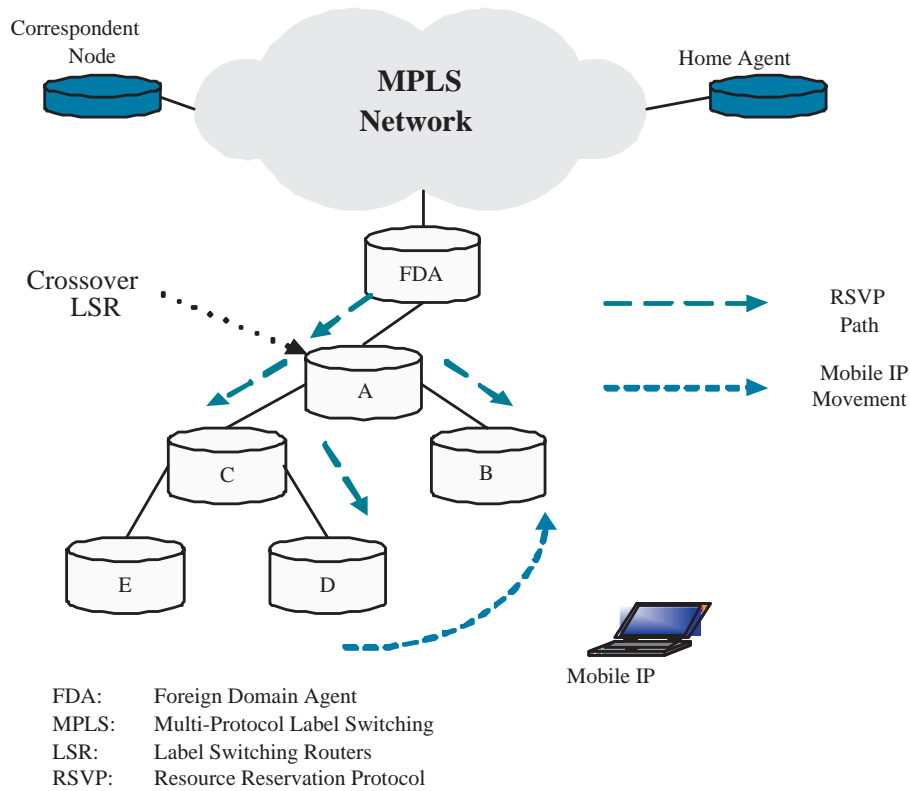 Correspondent
Node
MPLS
Network
Home Agent
FDA
Crossover
LSR
RSVP
Path
A
Mobile IP
Movement
C
B
E
D
Mobile IP
FDA: Foreign Domain Agent
MPLS: Multi-Protocol Label Switching
LSR: Label Switching Routers
RSVP: Resource Reservation Protocol